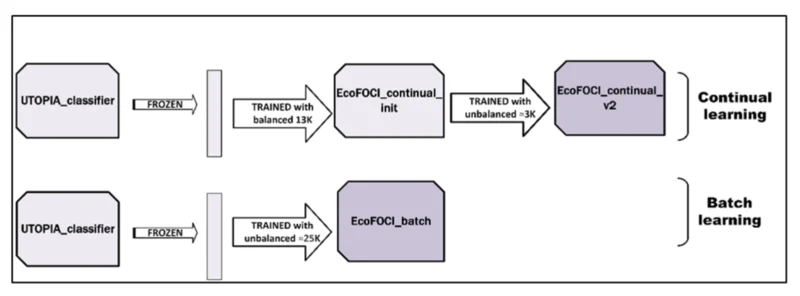 UTOPIA_classifier
FROZEN
TRAINED with
balanced 13K
EcoFOCI_continual_
init
TRAINED with
unbalanced ≈3K
EcoFOCI_continual_
v2
Continual
learning
UTOPIA_classifier
FROZEN
TRAINED with
unbalanced ≈25K
EcoFOCI_batch
Batch
learning